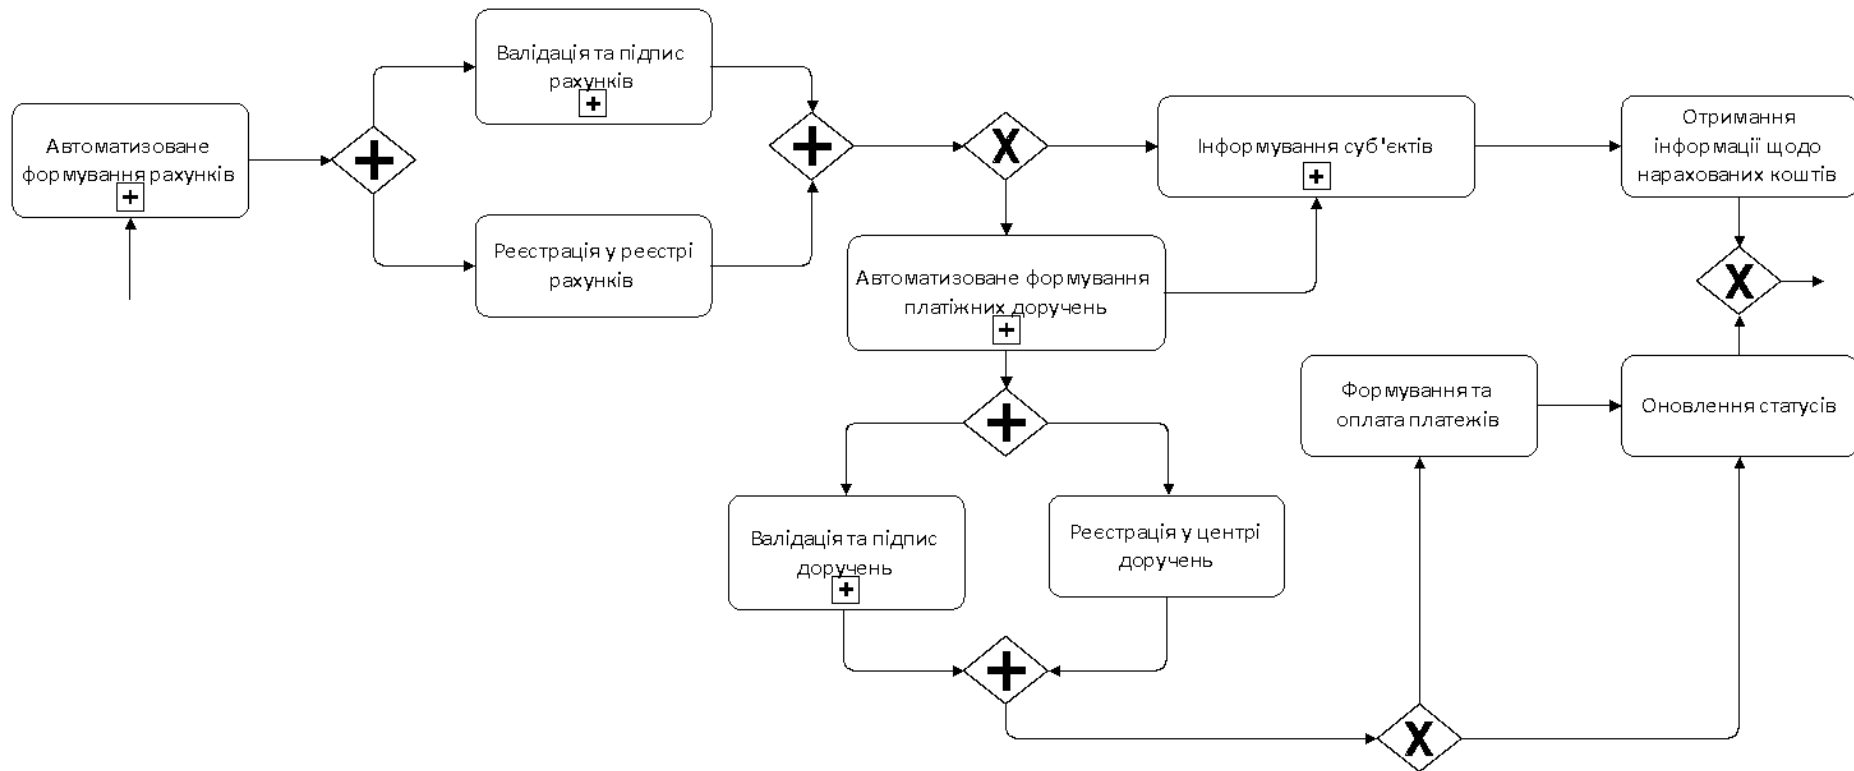 Валідація та підпис
рахунків
Автоматизоване
формування рахунків
Реєстрація у реєстрі
рахунків
X
Інформування суб'єктів
Отримання
інформації щодо
нарахованих коштів
Автоматизоване формування
платіжних доручень
X
Формування та
оплата платежів
Оновлення статусів
Валідація та підпис
доручень
Реєстрація у центрі
доручень
X